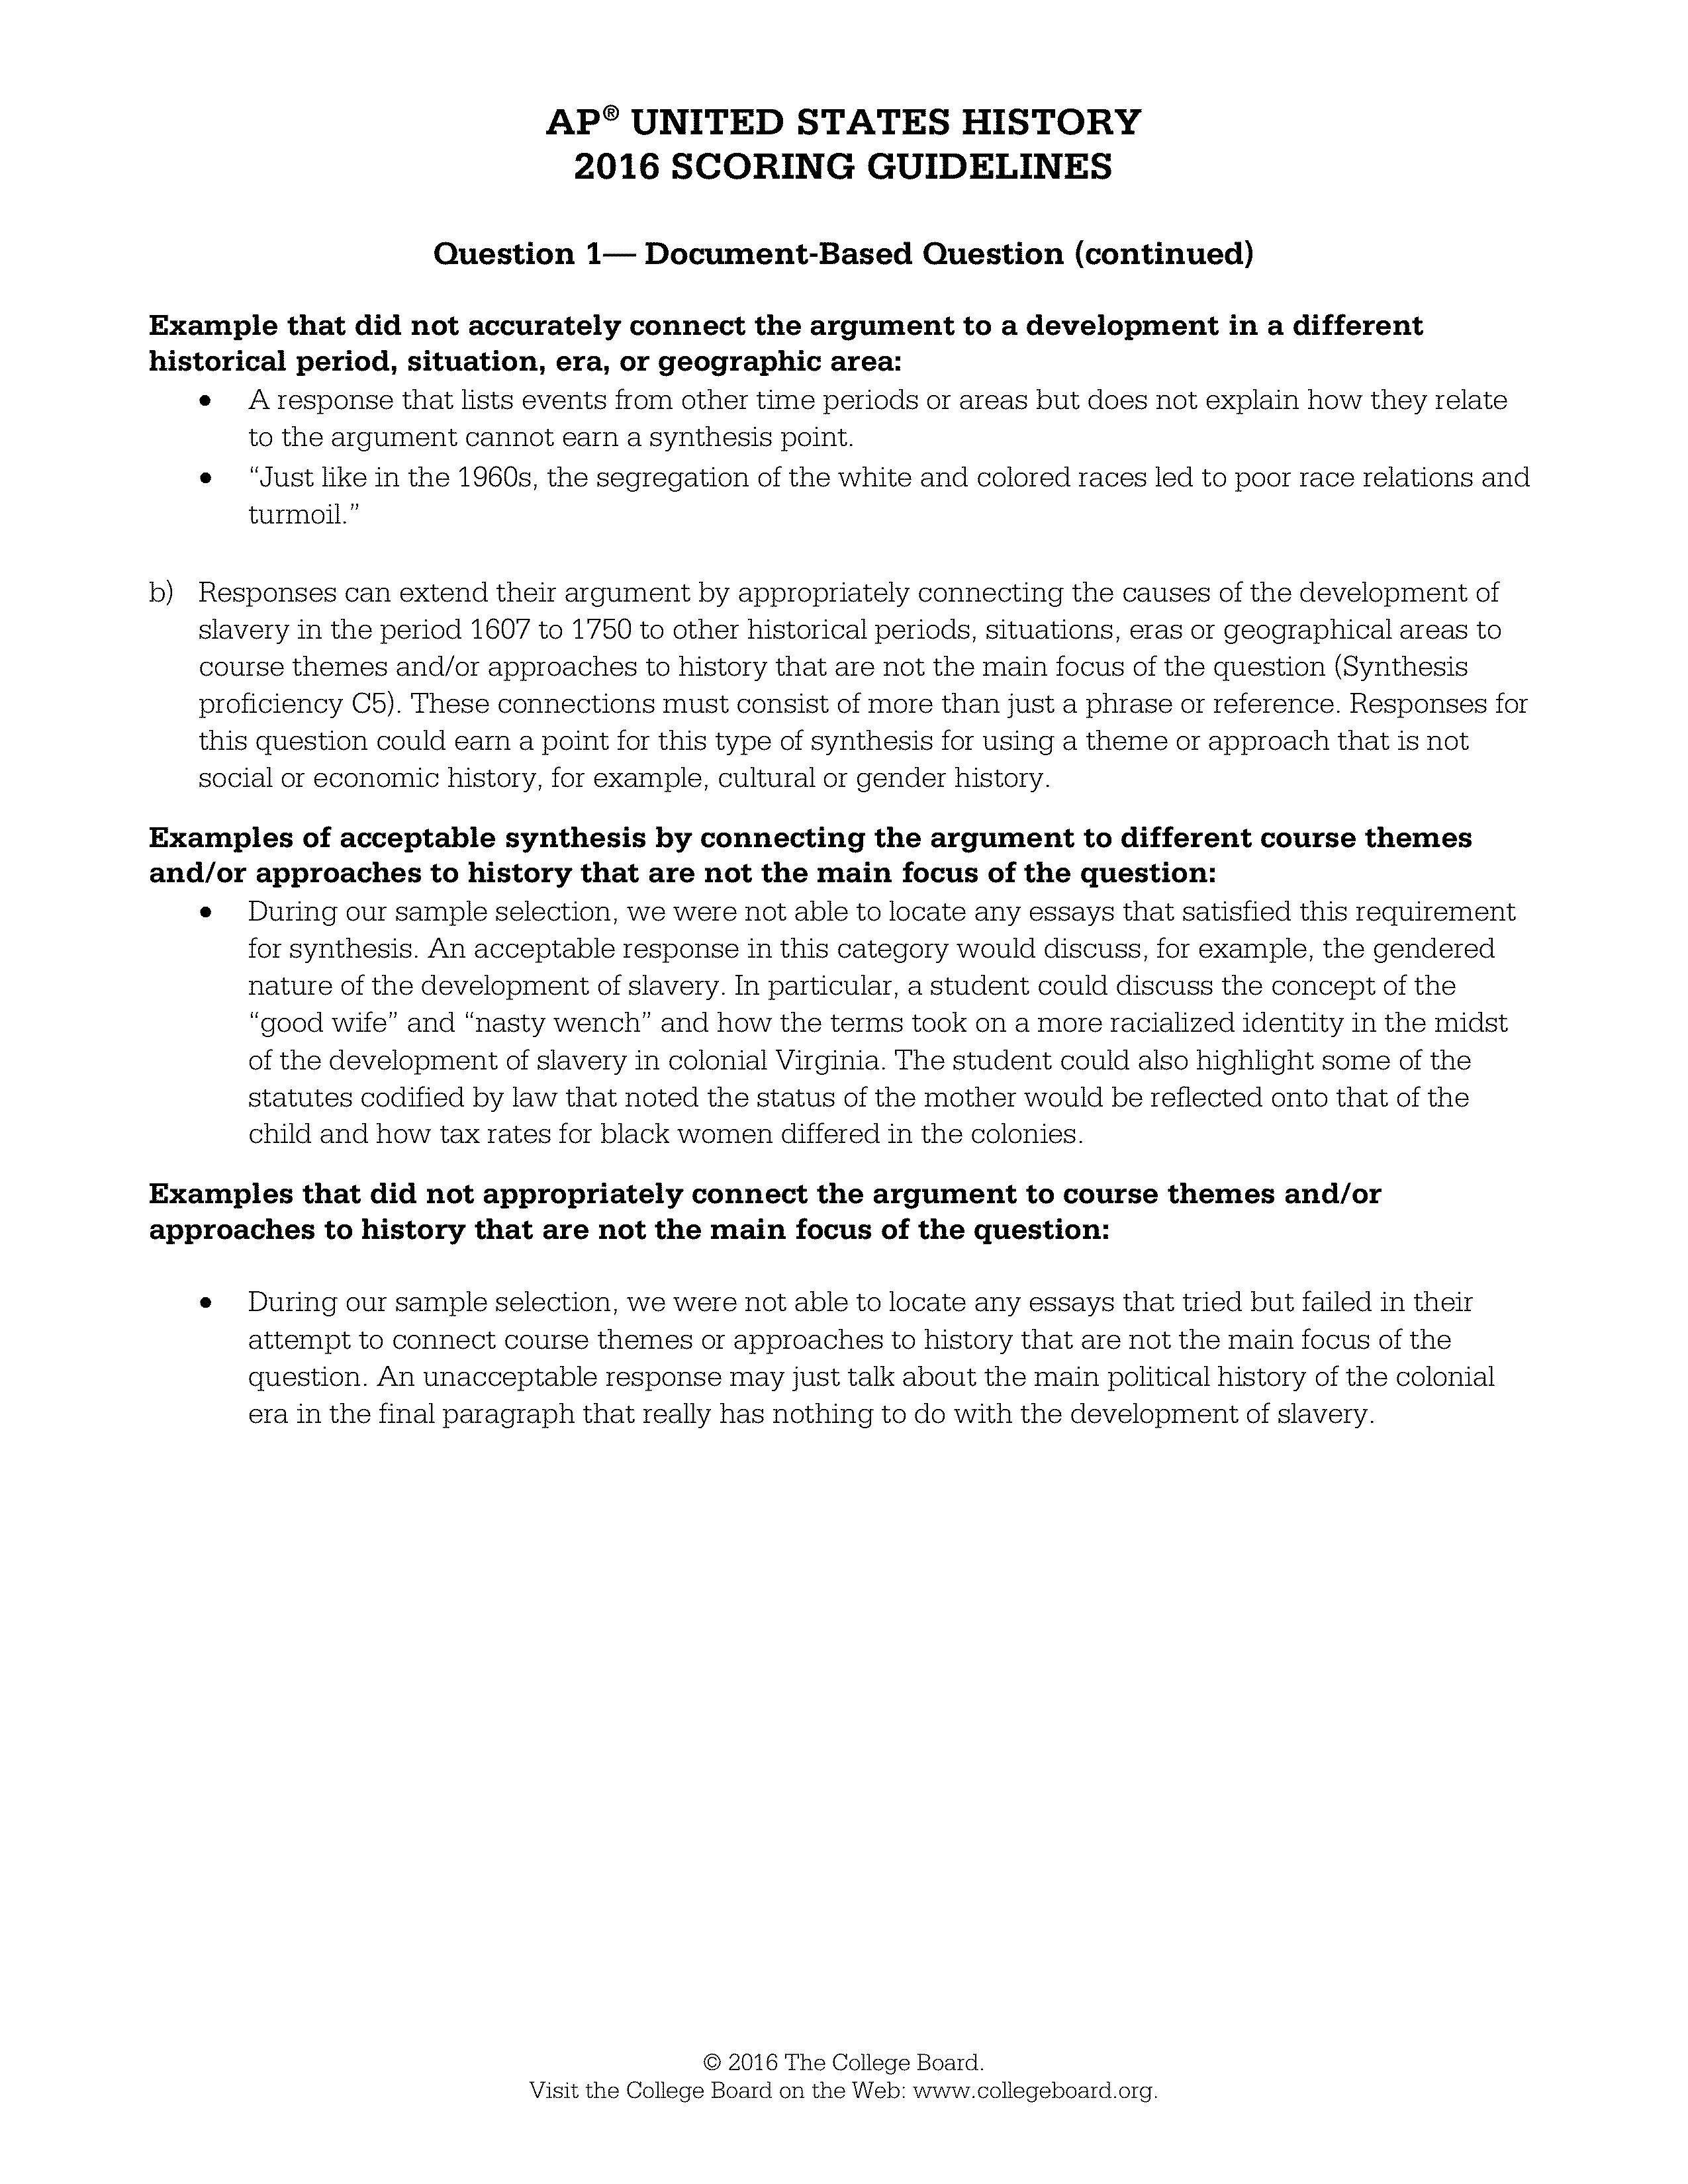 AP® UNITED STATES HISTORY
2016 SCORING GUIDELINES
Question 1— Document-Based Question (continued)
Example that did not accurately connect the argument to a development in a different
historical period, situation, era, or geographic area:
• A response that lists events from other time periods or areas but does not explain how they relate
to the argument cannot earn a synthesis point.
• “Just like in the 1960s, the segregation of the white and colored races led to poor race relations and
turmoil.”
b) Responses can extend their argument by appropriately connecting the causes of the development of
slavery in the period 1607 to 1750 to other historical periods, situations, eras or geographical areas to
course themes and/or approaches to history that are not the main focus of the question (Synthesis
proficiency C5). These connections must consist of more than just a phrase or reference. Responses for
this question could earn a point for this type of synthesis for using a theme or approach that is not
social or economic history, for example, cultural or gender history.
Examples of acceptable synthesis by connecting the argument to different course themes
and/or approaches to history that are not the main focus of the question:
• During our sample selection, we were not able to locate any essays that satisfied this requirement
for synthesis. An acceptable response in this category would discuss, for example, the gendered
nature of the development of slavery. In particular, a student could discuss the concept of the
“good wife” and “nasty wench” and how the terms took on a more racialized identity in the midst
of the development of slavery in colonial Virginia. The student could also highlight some of the
statutes codified by law that noted the status of the mother would be reflected onto that of the
child and how tax rates for black women differed in the colonies.
Examples that did not appropriately connect the argument to course themes and/or
approaches to history that are not the main focus of the question:
• During our sample selection, we were not able to locate any essays that tried but failed in their
attempt to connect course themes or approaches to history that are not the main focus of the
question. An unacceptable response may just talk about the main political history of the colonial
era in the final paragraph that really has nothing to do with the development of slavery.
© 2016 The College Board.
Visit the College Board on the Web: www.collegeboard.org.